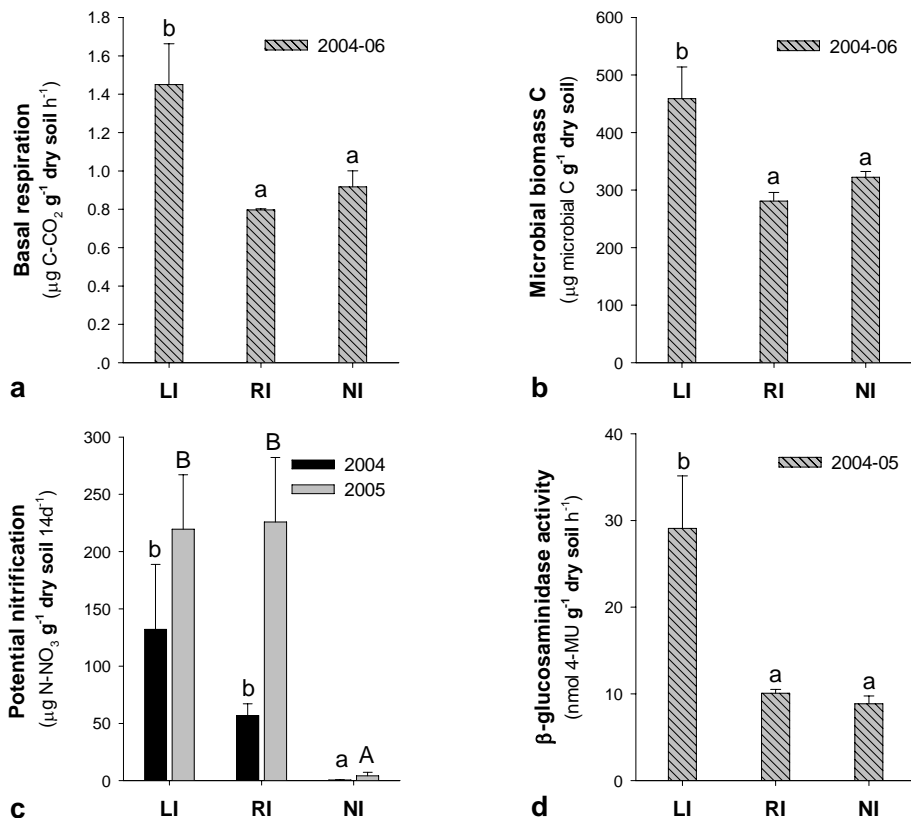 1.8
1.6
1.4
1.2
1.0
0.8
0.6
0.4
0.2
.0
Basal respiration
(µg C-CO₂ g⁻¹ dry soil h⁻¹)
2004-06
b
a
a
LI RI NI
a
600
500
400
300
200
100
0
Microbial biomass C
(µg microbial C g⁻¹ dry soil)
2004-06
b
a
a
LI RI NI
b
300
250
200
150
100
50
0
Potential nitrification
(µg N-NO₃ g⁻¹ dry soil 14d⁻¹)
2004
2005
b B
b B
a A
LI RI NI
c
40
30
20
10
0
β-glucosaminidase activity
(nmol 4-MU g⁻¹ dry soil h⁻¹)
2004-05
b
a
a
LI RI NI
d